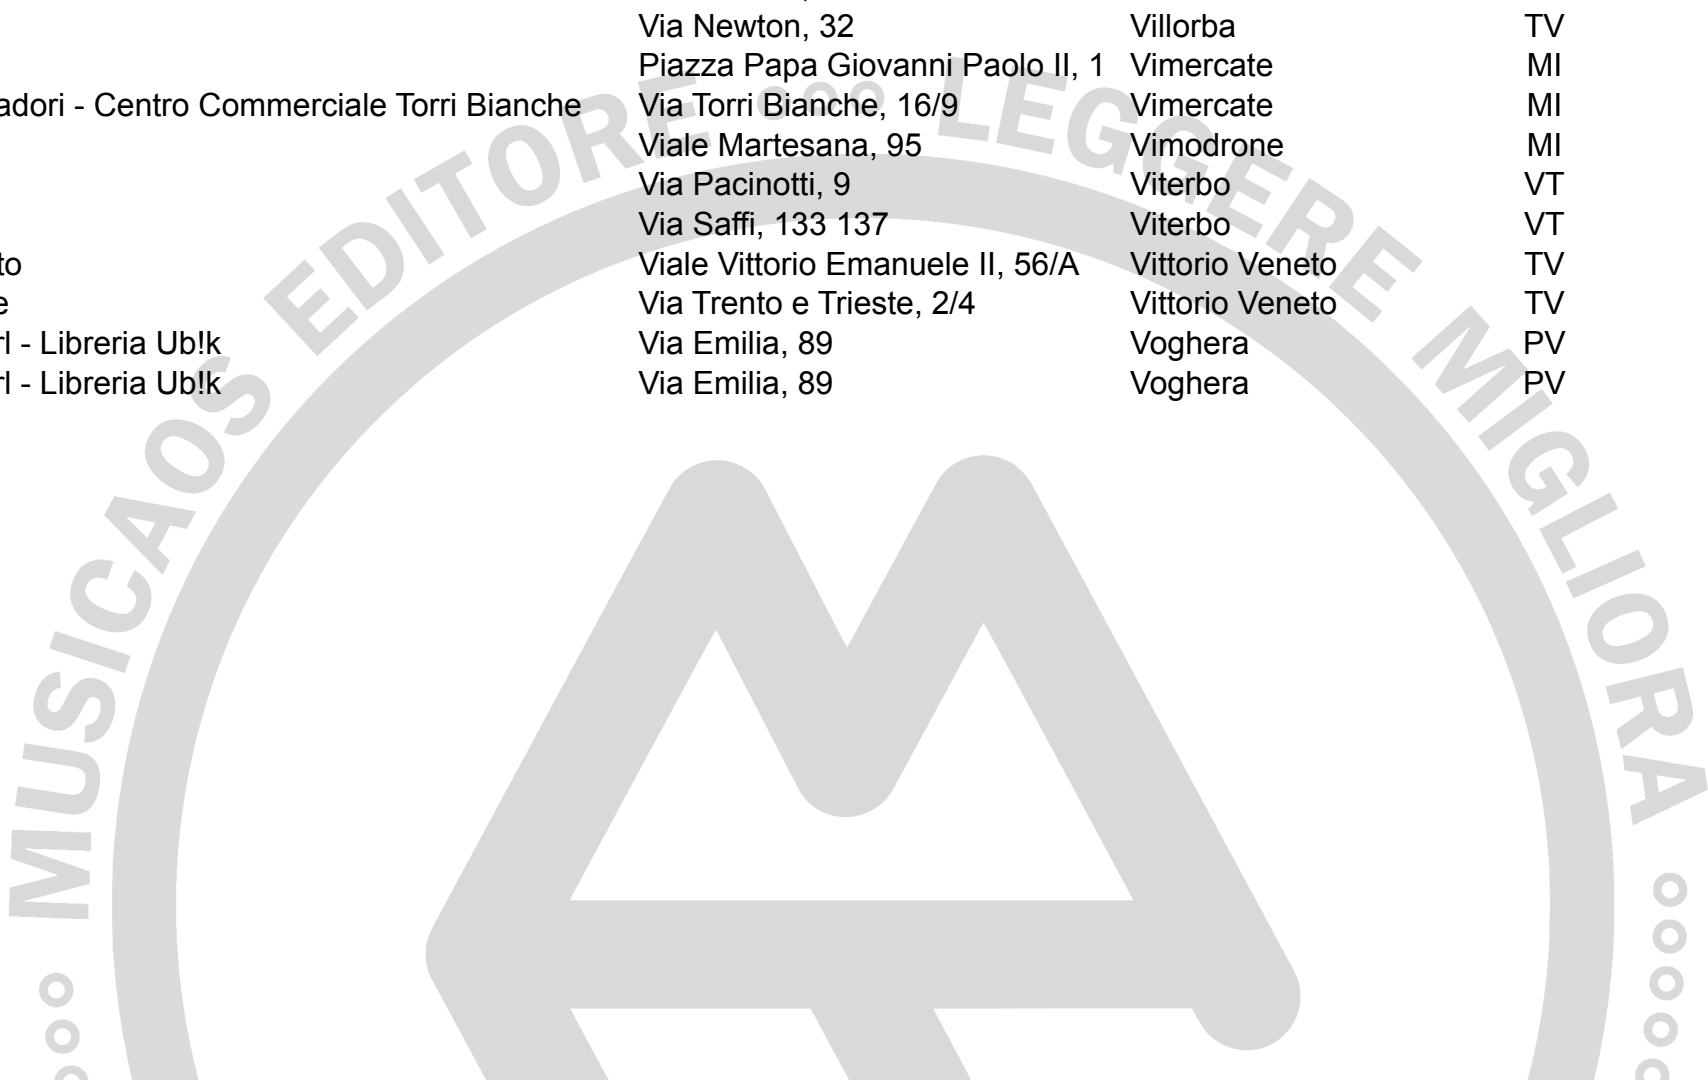 Via Newton, 32 Villorba TV
Piazza Papa Giovanni Paolo II, 1 Vimercate MI
adori - Centro Commerciale Torri Bianche Via Torri Bianche, 16/9 Vimercate MI
Viale Martesana, 95 Vimodrone MI
Via Pacinotti, 9 Viterbo VT
Via Saffi, 133 137 Viterbo VT
to Viale Vittorio Emanuele II, 56/A Vittorio Veneto TV
e Via Trento e Trieste, 2/4 Vittorio Veneto TV
rl - Libreria Ub!k Via Emilia, 89 Voghera PV
rl - Libreria Ub!k Via Emilia, 89 Voghera PV
MUSICAOS EDITORE ooo LEGGERE MIGLIORA